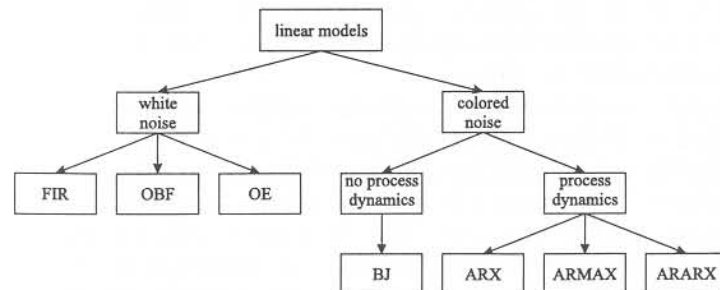 linear models
white
noise
colored
noise
FIR
OBF
OE
no process
dynamics
process
dynamics
BJ
ARX
ARMAX
ARARX